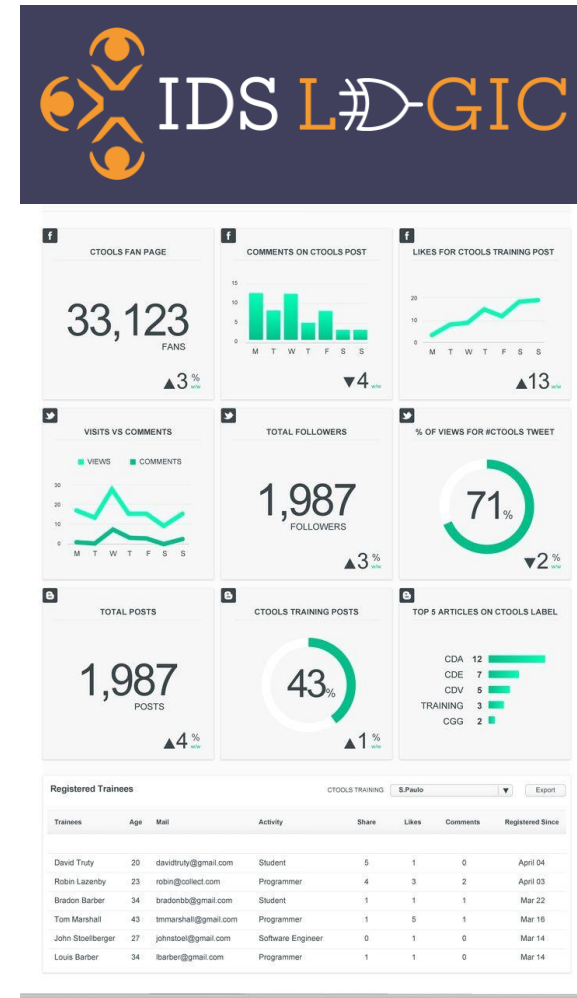 IDS LOGIC
CTOOLS FAN PAGE
33,123
FANS
▲3 %
w/w
COMMENTS ON CTOOLS POST
15
10
5
0
M T W T F S S
▼4
w/w
LIKES FOR CTOOLS TRAINING POST
20
10
0
M T W T F S S
▲13
w/w
VISITS VS COMMENTS
VIEWS COMMENTS
30
20
10
0
M T W T F S S
TOTAL FOLLOWERS
1,987
FOLLOWERS
▲3 %
w/w
% OF VIEWS FOR #CTOOLS TWEET
71%
▼2 %
w/w
TOTAL POSTS
1,987
POSTS
▲4 %
w/w
CTOOLS TRAINING POSTS
43%
▲1 %
w/w
TOP 5 ARTICLES ON CTOOLS LABEL
CDA 12
CDE 7
CDV 5
TRAINING 3
CGG 2
Registered Trainees CTOOLS TRAINING S.Paulo ▼ Export
Trainees Age Mail Activity Share Likes Comments Registered Since
David Truty 20 davidtruty@gmail.com Student 5 1 0 April 04
Robin Lazenby 23 robin@collect.com Programmer 4 3 2 April 03
Bradon Barber 34 bradonbb@gmail.com Student 1 1 1 Mar 22
Tom Marshall 43 tmmarshall@gmail.com Programmer 1 5 1 Mar 16
John Stoellberger 27 johnstoel@gmail.com Software Engineer 0 1 0 Mar 14
Louis Barber 34 lbarber@gmail.com Programmer 1 1 0 Mar 14